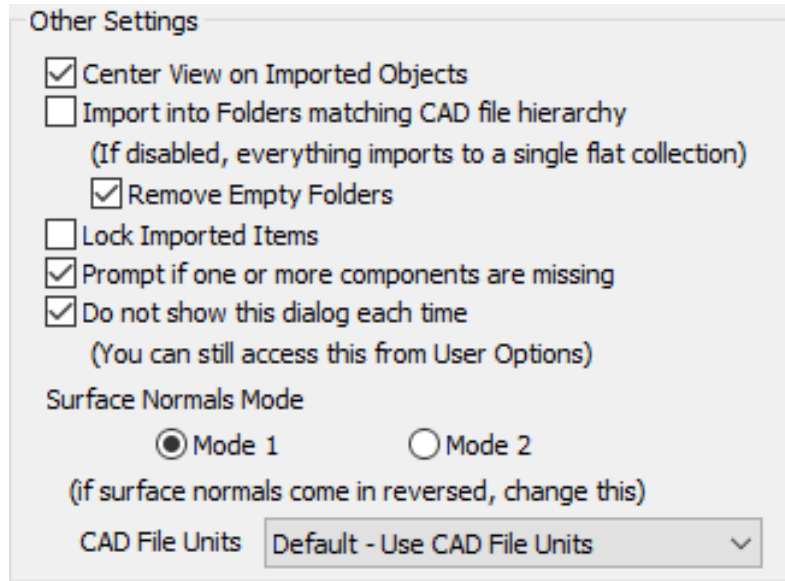 Other Settings
Center View on Imported Objects
Import into Folders matching CAD file hierarchy
(If disabled, everything imports to a single flat collection)
Remove Empty Folders
Lock Imported Items
Prompt if one or more components are missing
Do not show this dialog each time
(You can still access this from User Options)
Surface Normals Mode
Mode 1 Mode 2
(if surface normals come in reversed, change this)
CAD File Units Default - Use CAD File Units